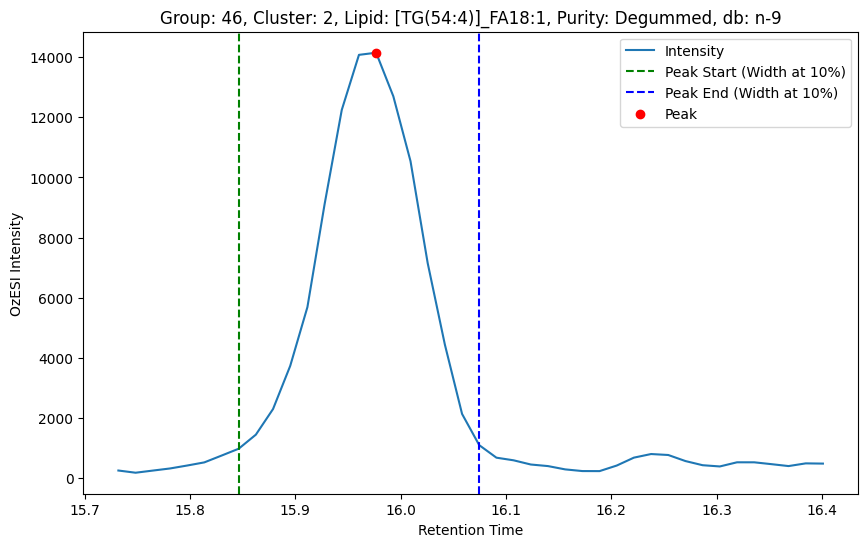 Group: 46, Cluster: 2, Lipid: [TG(54:4)]_FA18:1, Purity: Degummed, db: n-9
Intensity
Peak Start (Width at 10%)
Peak End (Width at 10%)
Peak
OzESI Intensity
14000
12000
10000
8000
6000
4000
2000
0
15.7 15.8 15.9 16.0 16.1 16.2 16.3 16.4
Retention Time